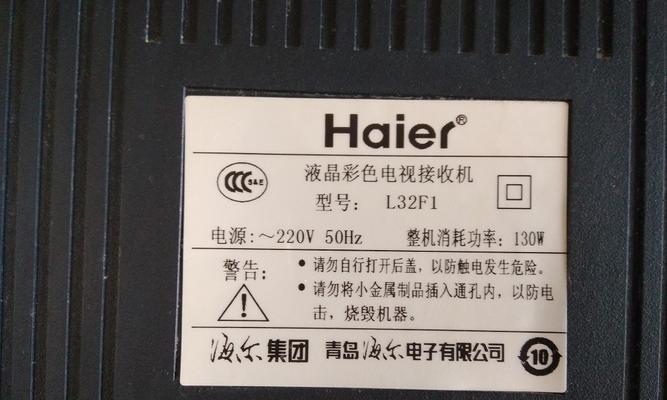 Haier®
CCC S&E
液晶彩色电视接收机
型号： L32F1
电源:～220V 50Hz 整机消耗功率: 130W
警告:
• 请勿自行打开后盖，以防触电发生危险。
• 请勿将小金属制品插入通孔内，以防电
击，烧毁机器。
海尔集团 青岛海尔电子有限公司 10